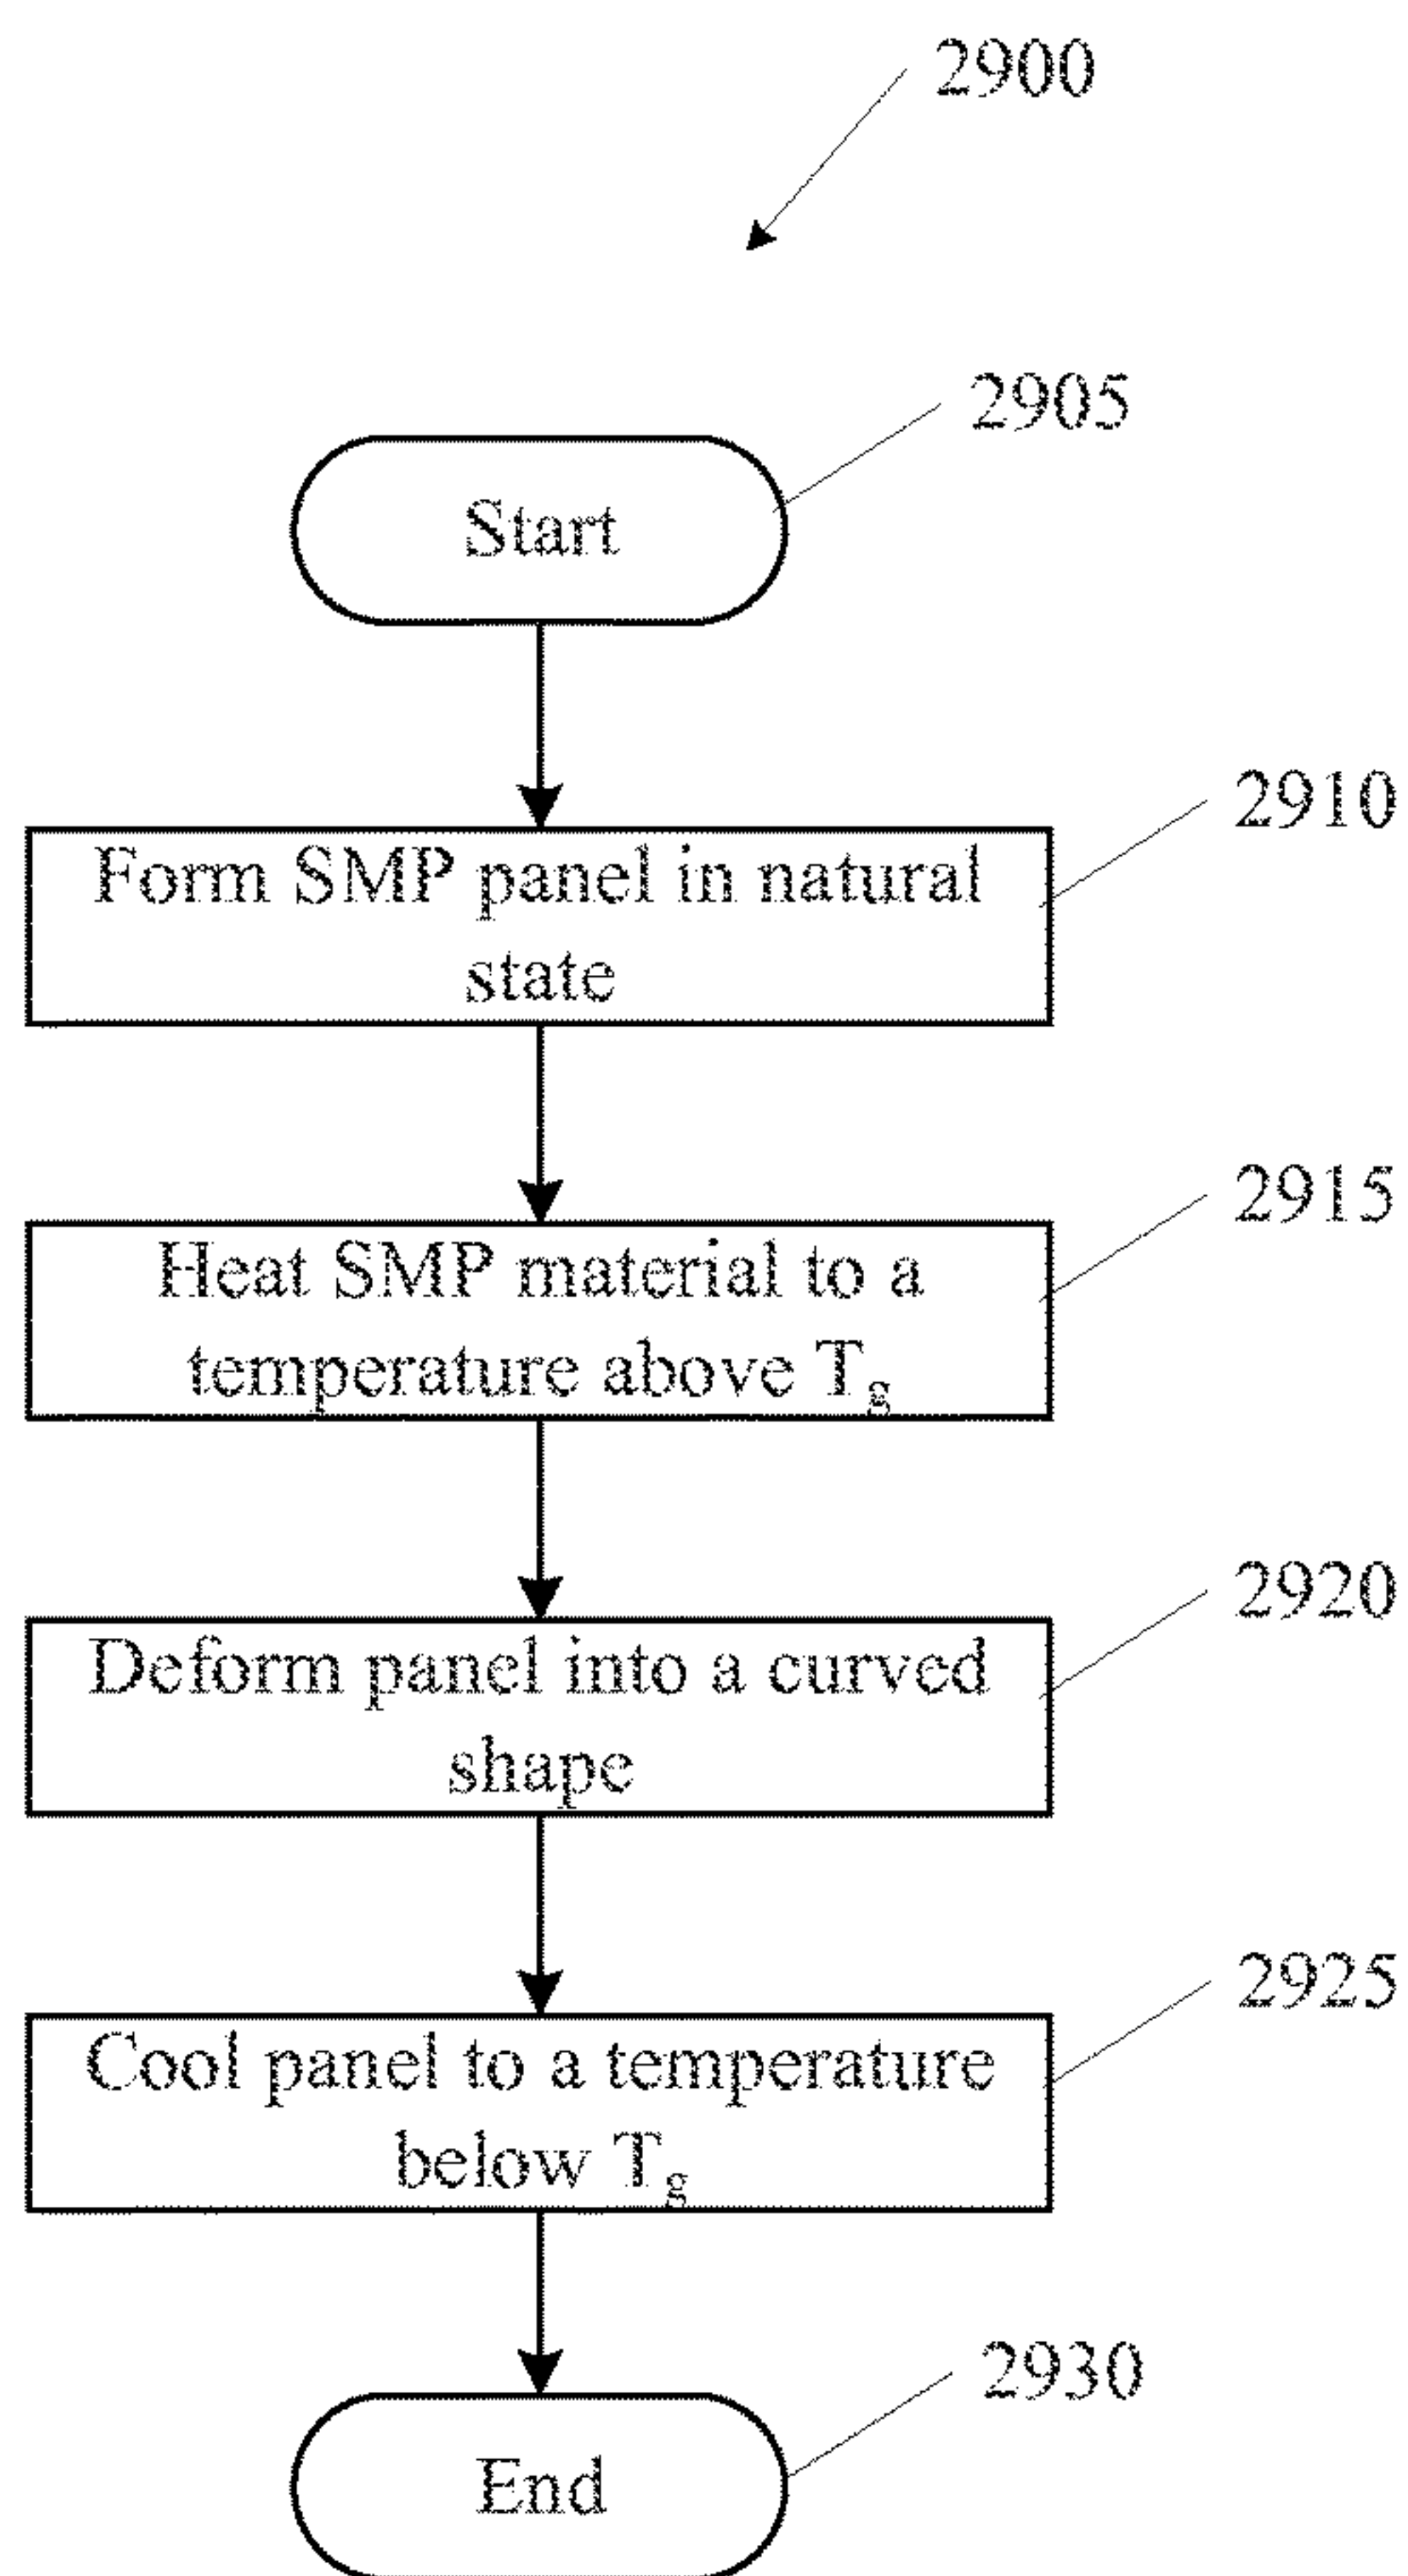 2900
2905
Start
2910
Form SMP panel in natural
state
2915
Heat SMP material to a
temperature above Tg
2920
Deform panel into a curved
shape
2925
Cool panel to a temperature
below Tg
2930
End